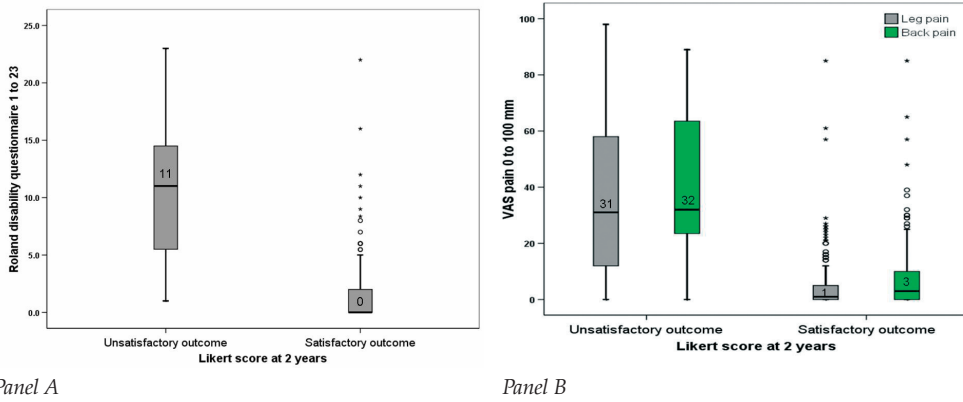 25.0
20.0
15.0
10.0
5.0
0.0
Roland disability questionnaire 1 to 23
11
0
Unsatisfactory outcome Satisfactory outcome
Likert score at 2 years
Panel A
100
80
60
40
20
0
VAS pain 0 to 100 mm
Leg pain
Back pain
31
32
1
3
Unsatisfactory outcome Satisfactory outcome
Likert score at 2 years
Panel B